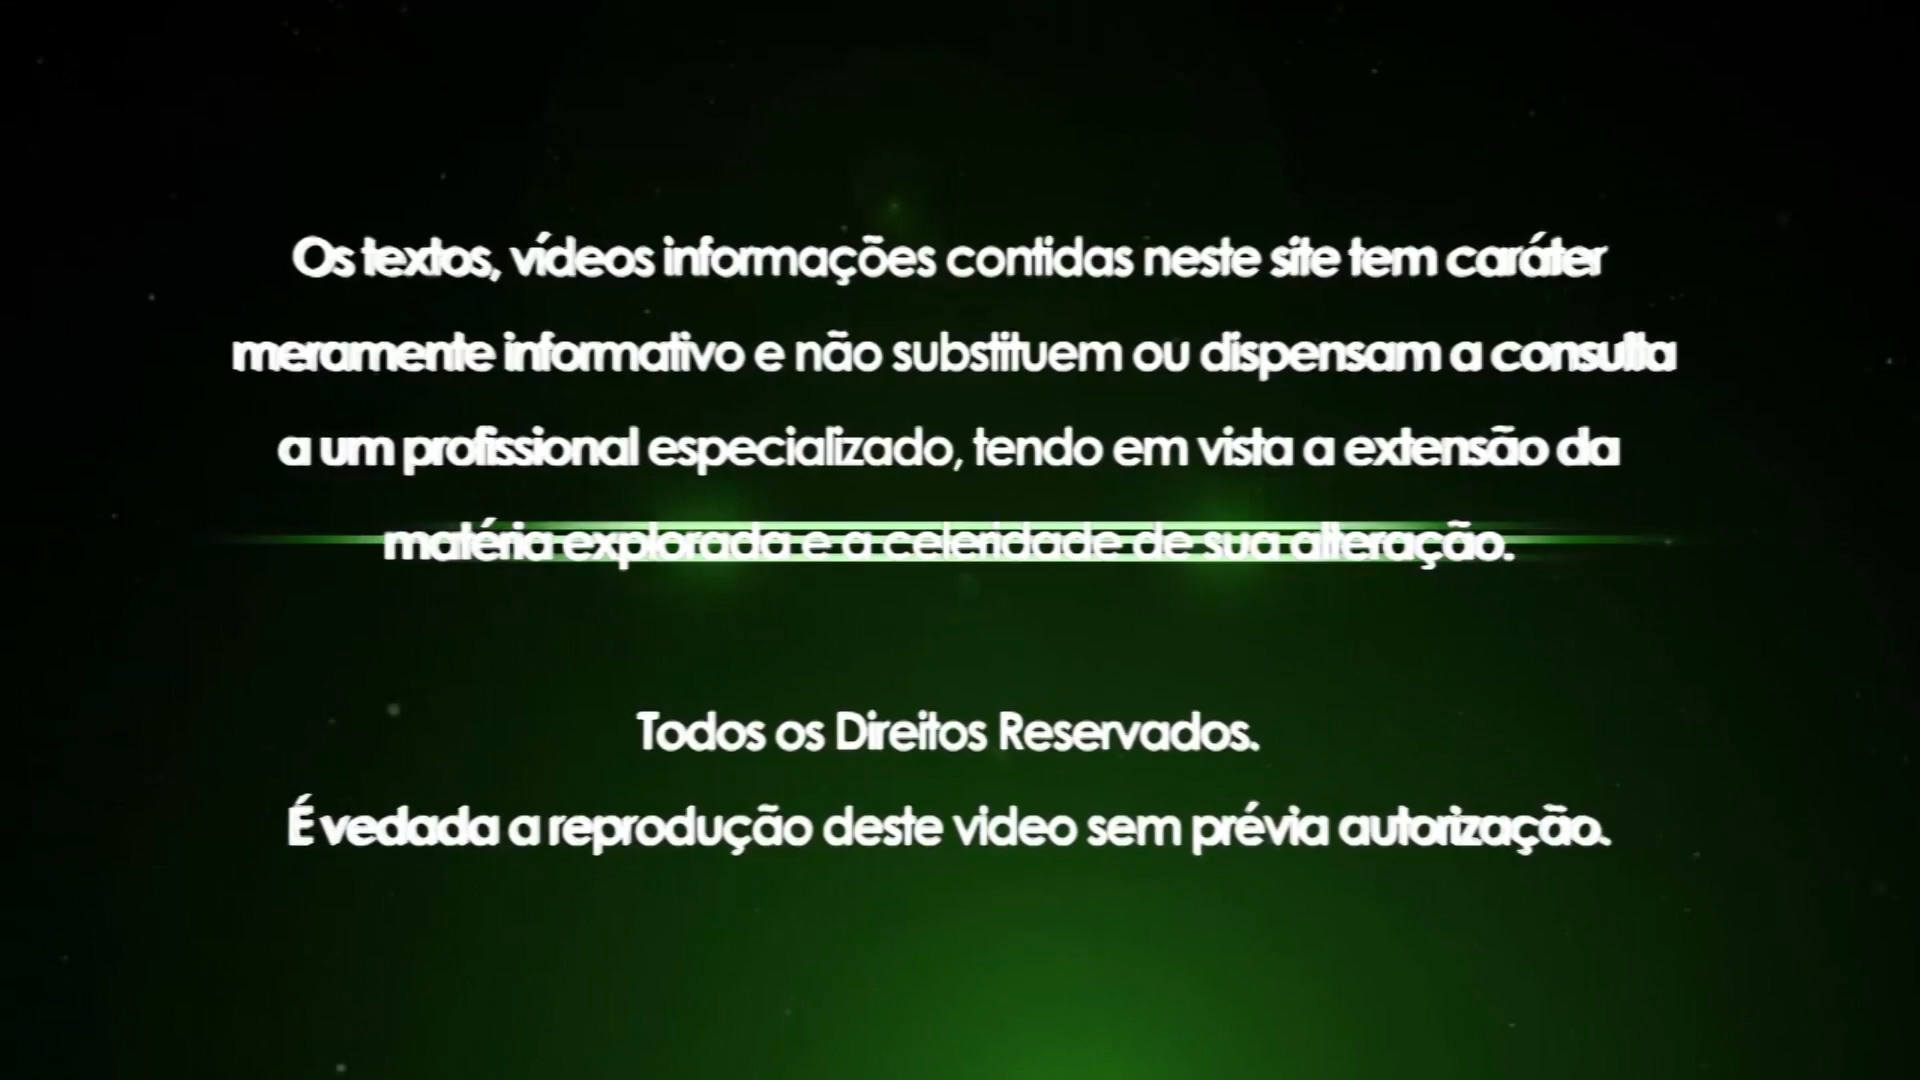 Os textos, vídeos informações contidas neste site tem caráter
meramente informativo e não substituem ou dispensam a consulta
a um profissional especializado, tendo em vista a extensão da
matéria explorada e a celeridade de sua alteração.
Todos os Direitos Reservados.
É vedada a reprodução deste video sem prévia autorização.